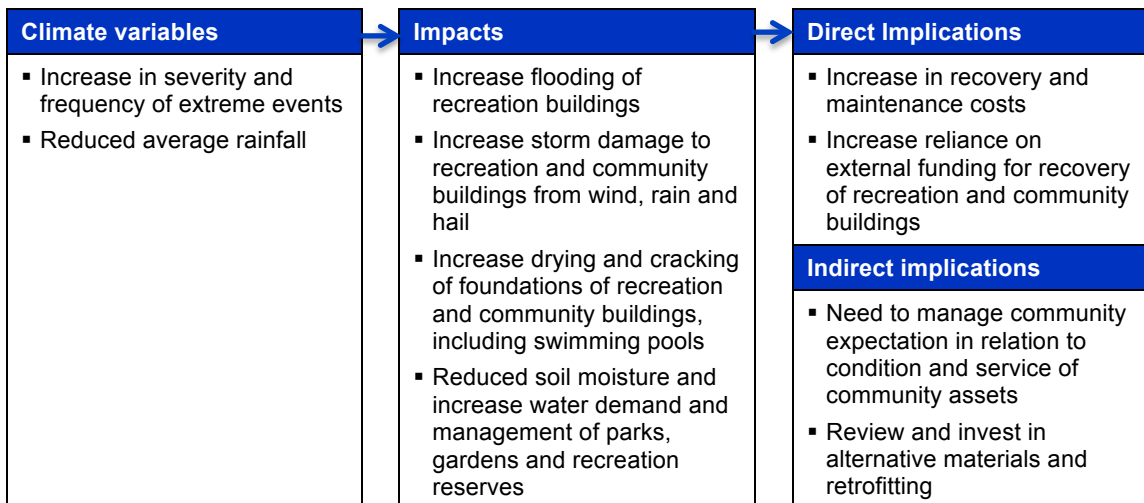 Climate variables
▪ Increase in severity and
frequency of extreme events
▪ Reduced average rainfall
Impacts
▪ Increase flooding of
recreation buildings
▪ Increase storm damage to
recreation and community
buildings from wind, rain and
hail
▪ Increase drying and cracking
of foundations of recreation
and community buildings,
including swimming pools
▪ Reduced soil moisture and
increase water demand and
management of parks,
gardens and recreation
reserves
Direct Implications
▪ Increase in recovery and
maintenance costs
▪ Increase reliance on
external funding for recovery
of recreation and community
buildings
Indirect implications
▪ Need to manage community
expectation in relation to
condition and service of
community assets
▪ Review and invest in
alternative materials and
retrofitting